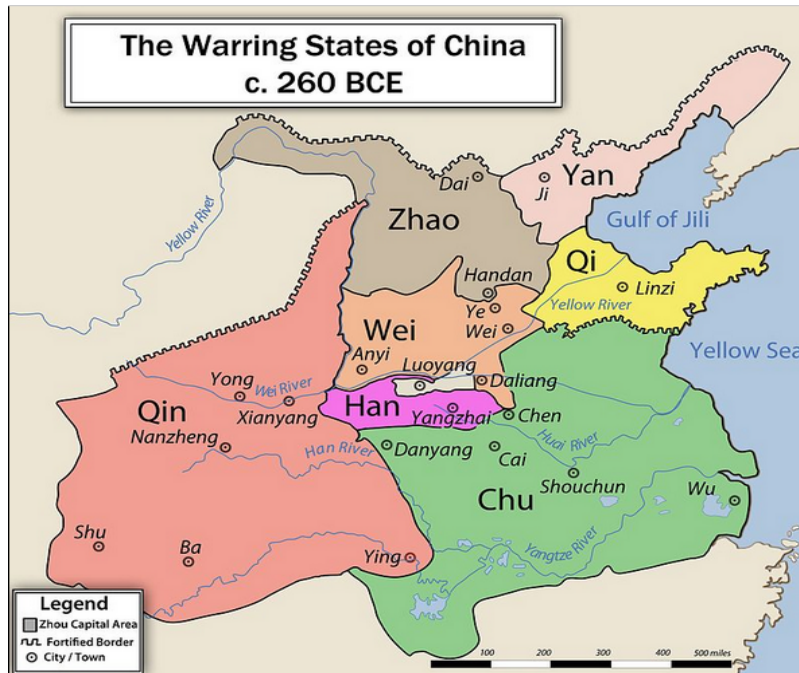 The Warring States of China
c. 260 BCE
Dai
Ji
Yan
Zhao
Gulf of Jili
Yellow River
Qi
Linzi
Handan
Ye
Yellow River
Wei
Wei
Yellow Sea
Anyi
Luoyang
Daliang
Yong
Wei River
Xianyang
Han
Yangzhai
Chen
Qin
Nanzheng
Han River
Danyang
Cai
Huai River
Shouchun
Chu
Wu
Shu
Ba
Ying
Yangtze River
Legend
Zhou Capital Area
Fortified Border
City / Town
100 200 300 400 500 miles